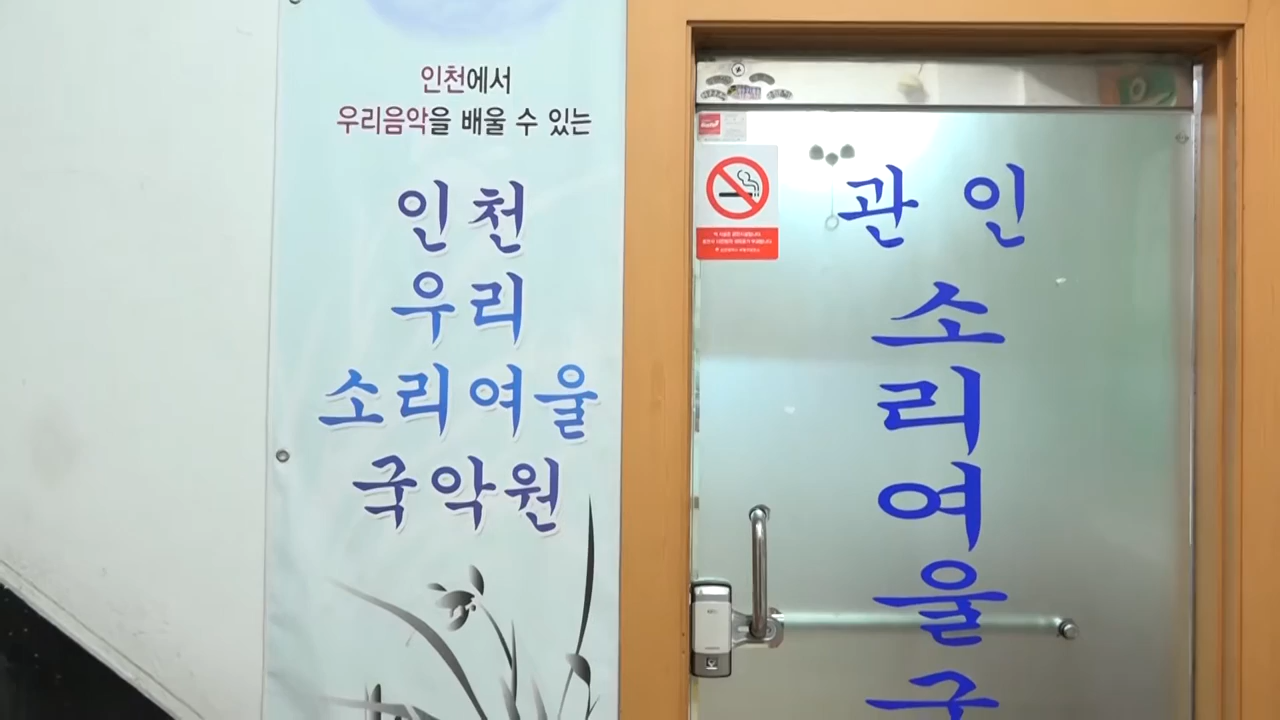 인천에서
우리음악을 배울 수 있는
인천
우리
소리여울
국악원
관인
소리여울